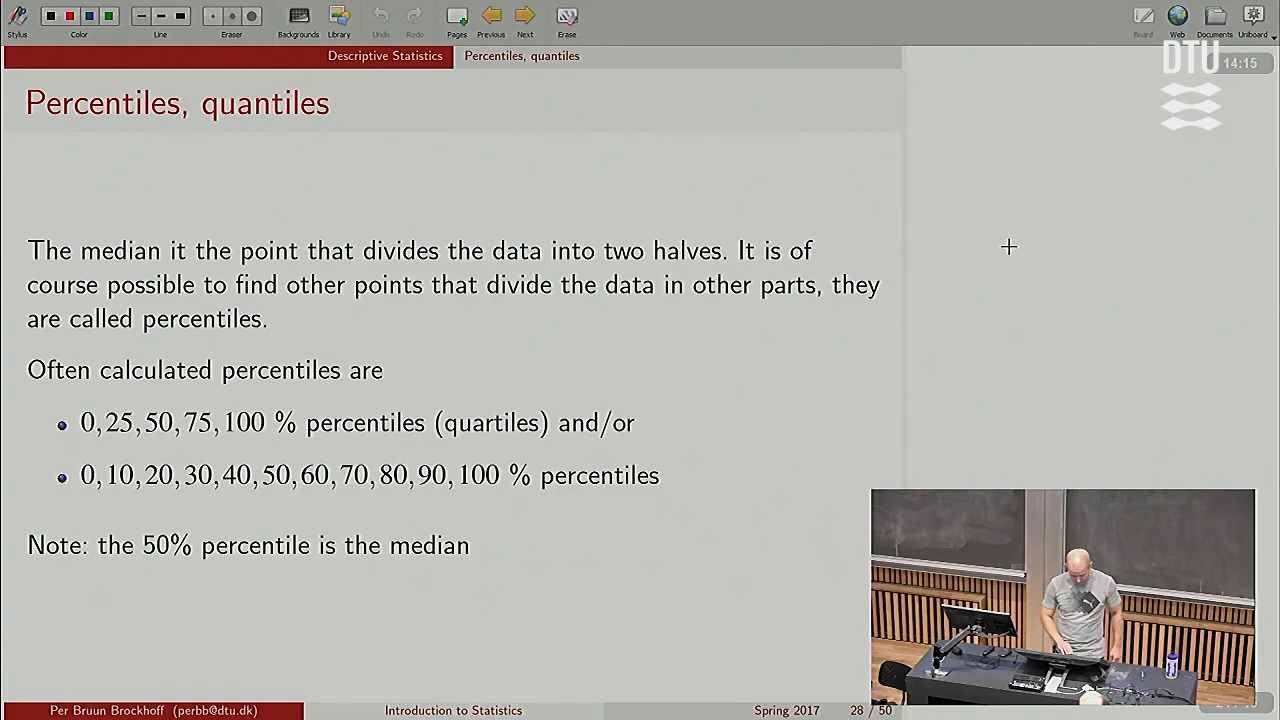 Stylus Color Line Eraser Backgrounds Library Undo Redo Pages Previous Next Erase Board Web Documents Uniboard
Descriptive Statistics Percentiles, quantiles
DTU 14:15
Percentiles, quantiles
The median it the point that divides the data into two halves. It is of
course possible to find other points that divide the data in other parts, they
are called percentiles.
Often calculated percentiles are
0, 25, 50, 75, 100 % percentiles (quartiles) and/or
0, 10, 20, 30, 40, 50, 60, 70, 80, 90, 100 % percentiles
Note: the 50% percentile is the median
Per Bruun Brockhoff (perbb@dtu.dk) Introduction to Statistics Spring 2017 28 / 50